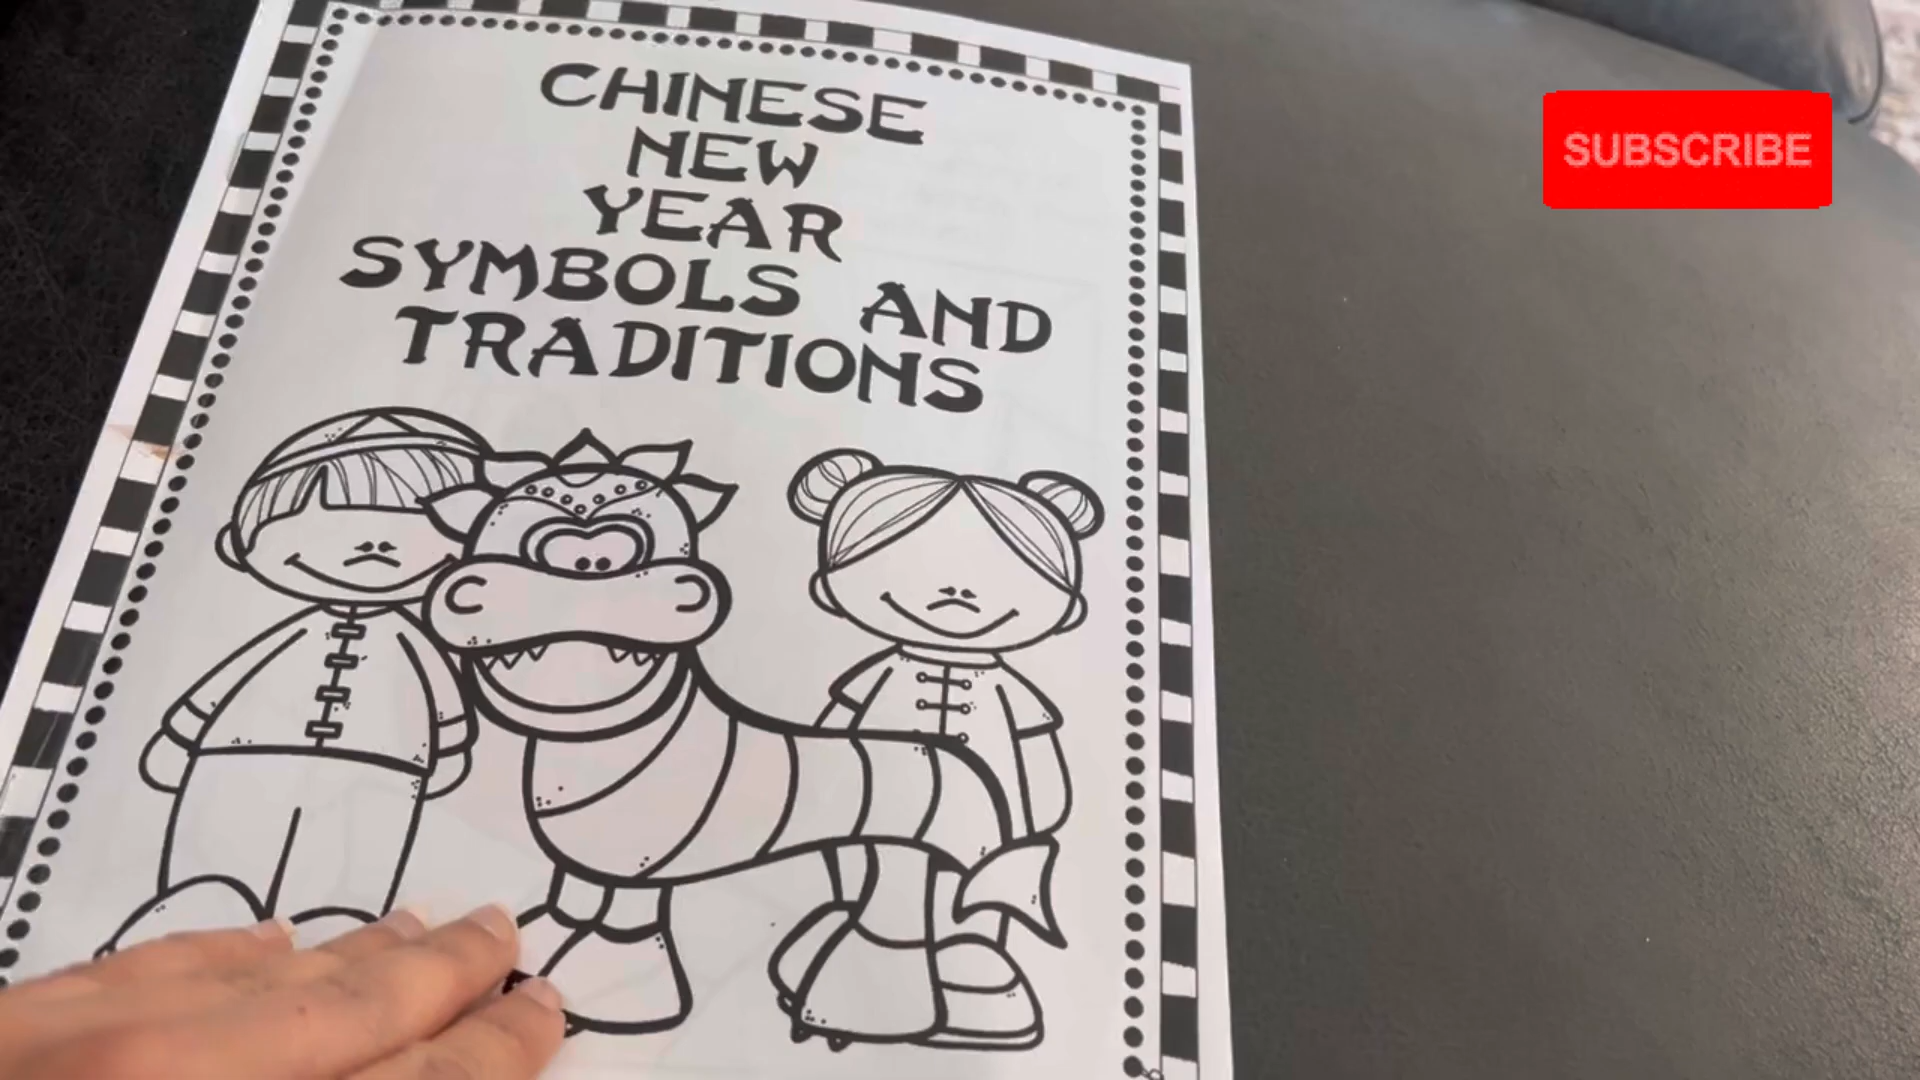 CHINESE
NEW
YEAR
SYMBOLS AND
TRADITIONS
SUBSCRIBE